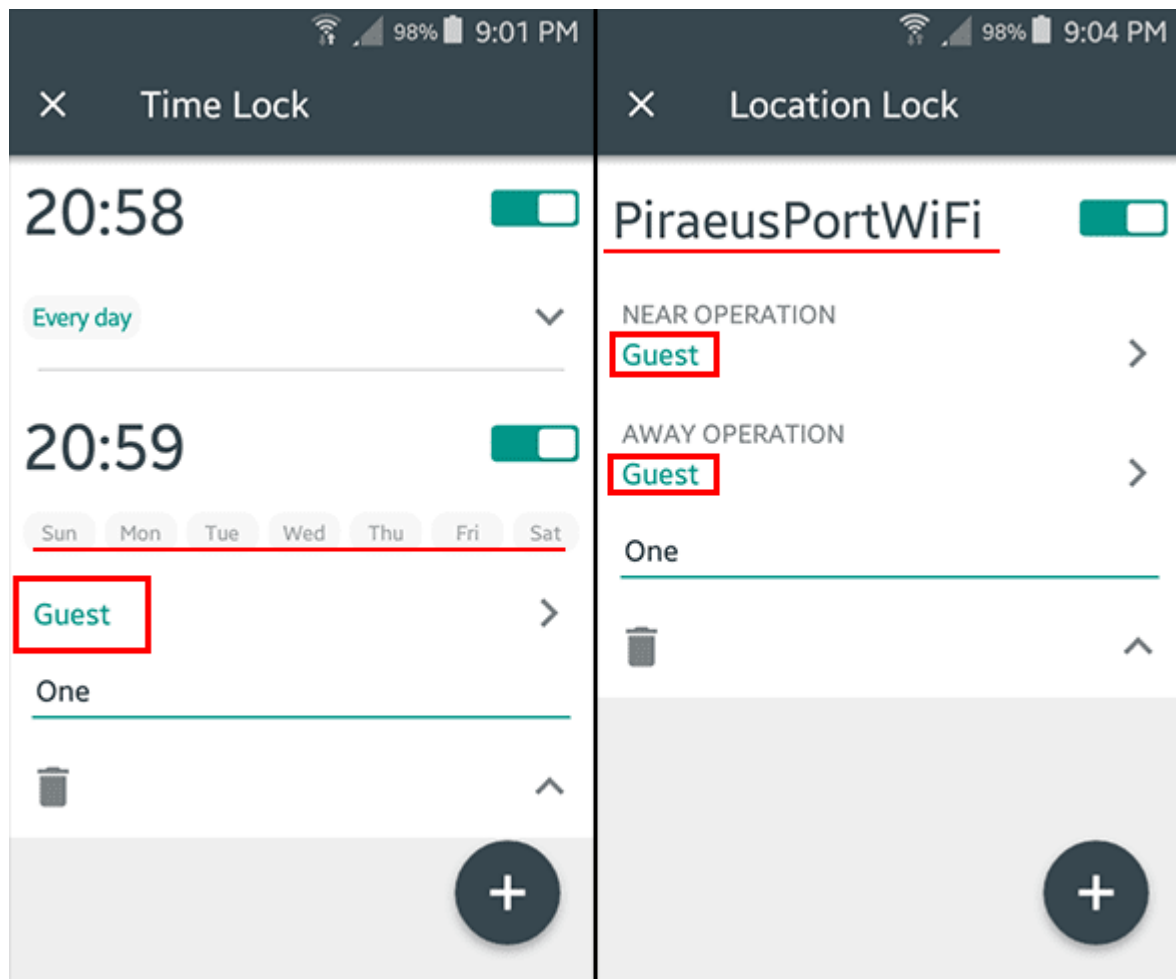 98% 9:01 PM
Time Lock
20:58
Every day
20:59
Sun Mon Tue Wed Thu Fri Sat
Guest
One
98% 9:04 PM
Location Lock
PiraeusPortWiFi
NEAR OPERATION
Guest
AWAY OPERATION
Guest
One